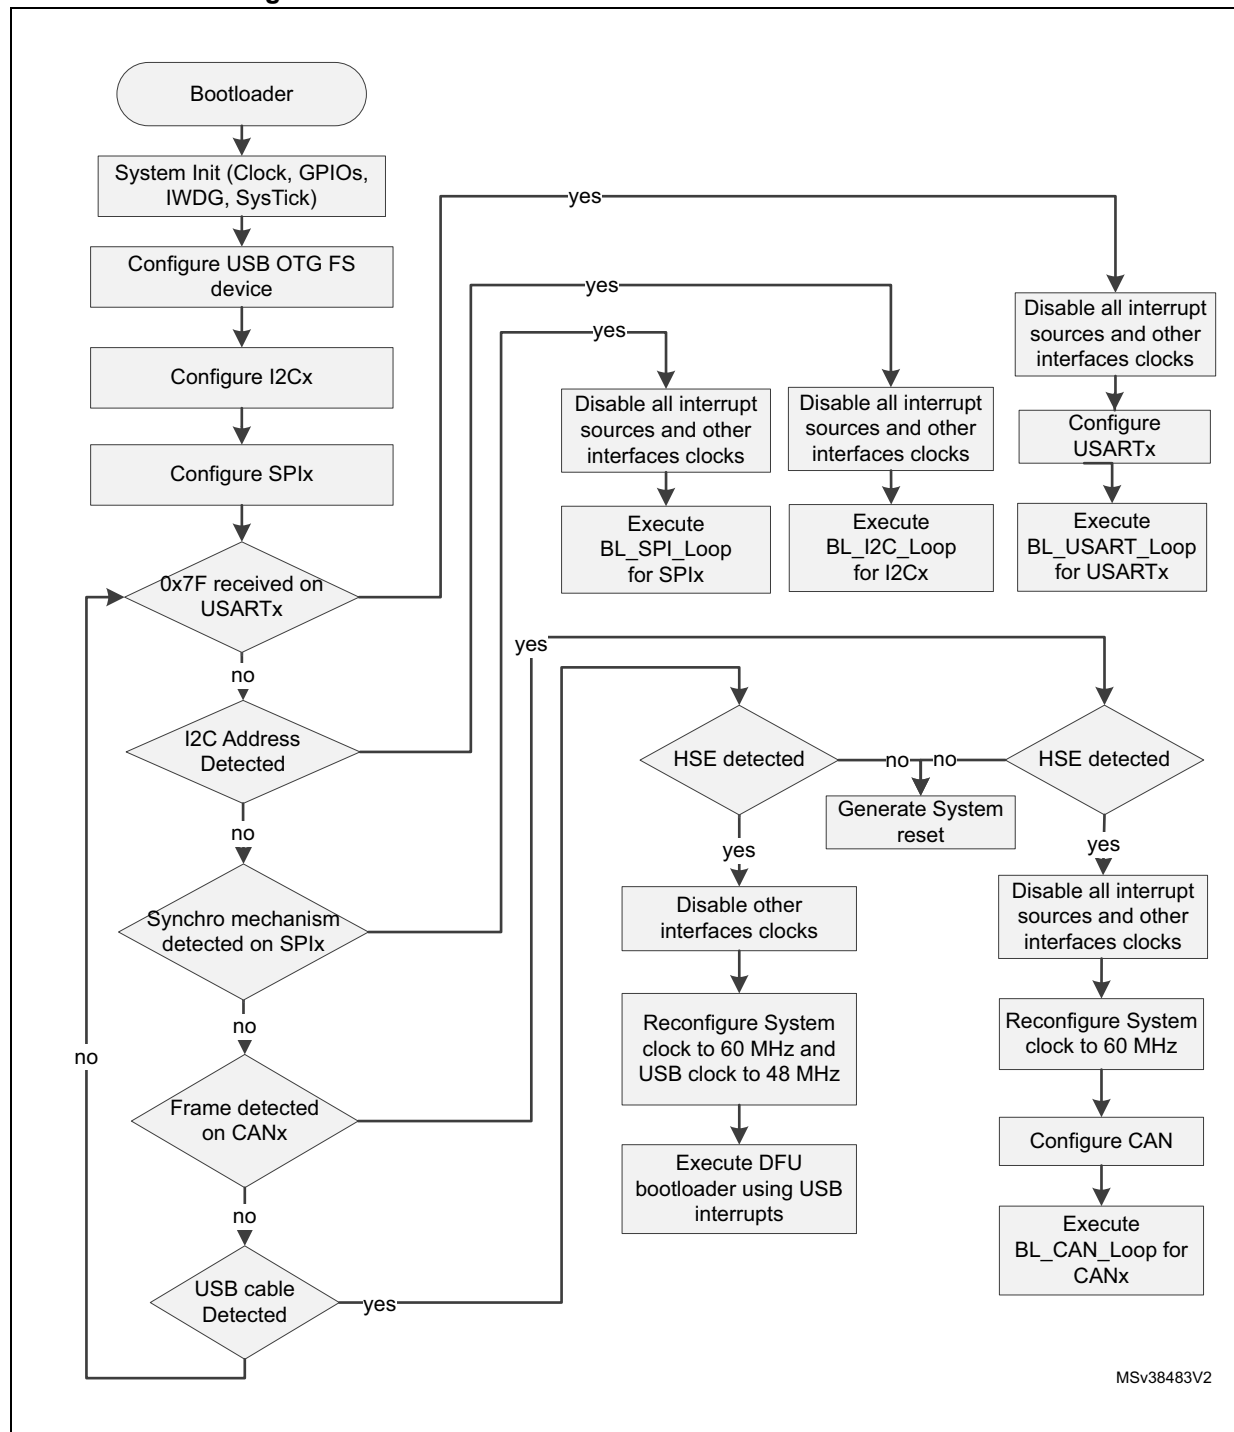 Bootloader
System Init (Clock, GPIOs,
IWDG, SysTick)
Configure USB OTG FS
device
Configure I2Cx
Configure SPIx
0x7F received on
USARTx
no
I2C Address
Detected
no
Synchro mechanism
detected on SPIx
no
Frame detected
on CANx
no
USB cable
Detected
no
yes
yes
yes
yes
yes
Disable all interrupt
sources and other
interfaces clocks
Execute
BL_SPI_Loop
for SPIx
Disable all interrupt
sources and other
interfaces clocks
Execute
BL_I2C_Loop
for I2Cx
Disable all interrupt
sources and other
interfaces clocks
Configure
USARTx
Execute
BL_USART_Loop
for USARTx
HSE detected
no
no
HSE detected
Generate System
reset
yes
Disable other
interfaces clocks
Reconfigure System
clock to 60 MHz and
USB clock to 48 MHz
Execute DFU
bootloader using USB
interrupts
yes
Disable all interrupt
sources and other
interfaces clocks
Reconfigure System
clock to 60 MHz
Configure CAN
Execute
BL_CAN_Loop for
CANx
MSv38483V2